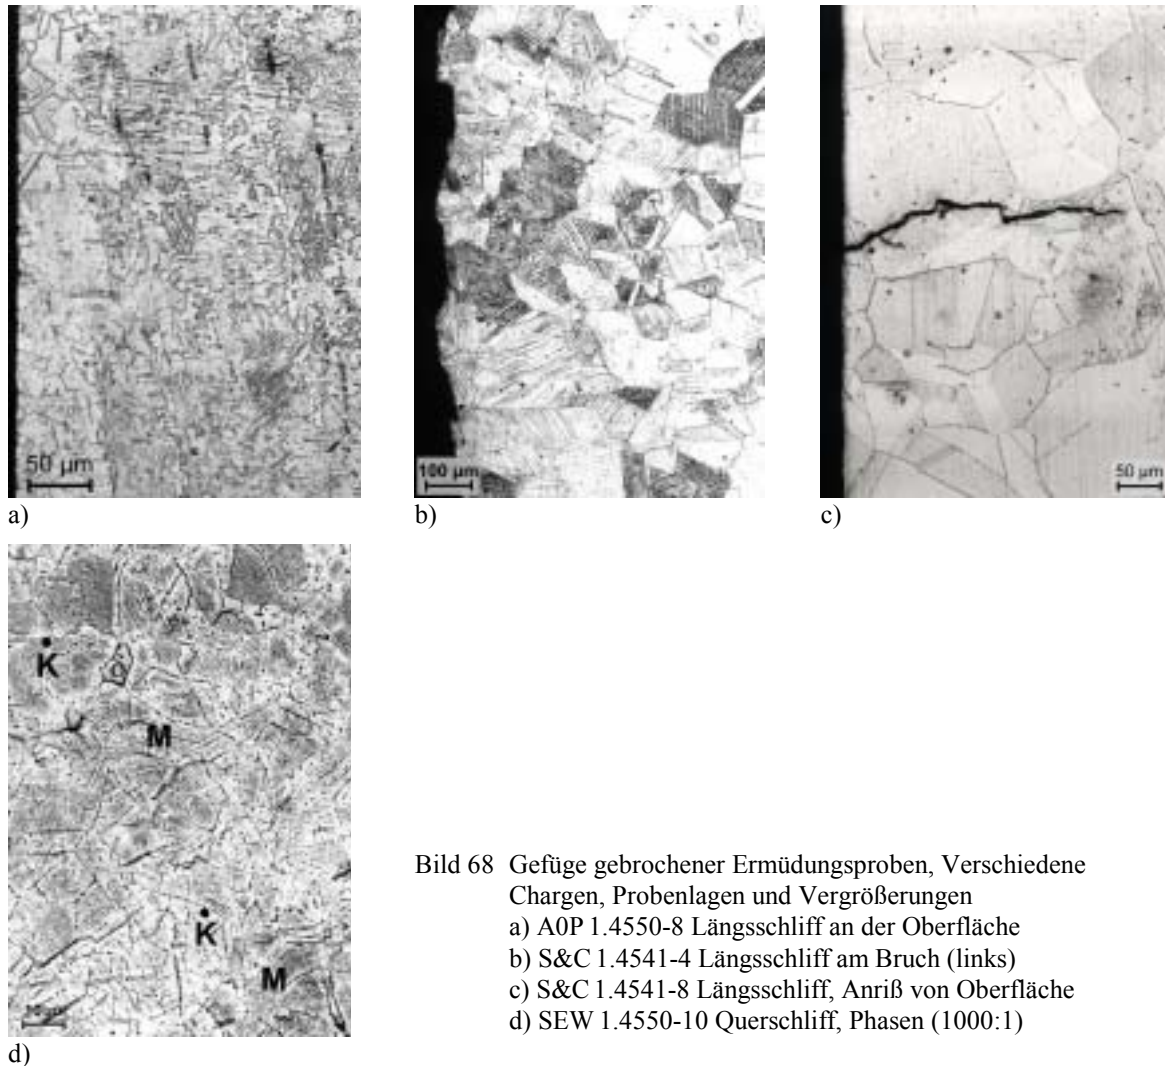 50 µm
100 µm
50 µm
a)
b)
c)
K
M
K
M
d)
Bild 68 Gefüge gebrochener Ermüdungsproben, Verschiedene
Chargen, Probenlagen und Vergrößerungen
a) A0P 1.4550-8 Längsschliff an der Oberfläche
b) S&C 1.4541-4 Längsschliff am Bruch (links)
c) S&C 1.4541-8 Längsschliff, Anriß von Oberfläche
d) SEW 1.4550-10 Querschliff, Phasen (1000:1)